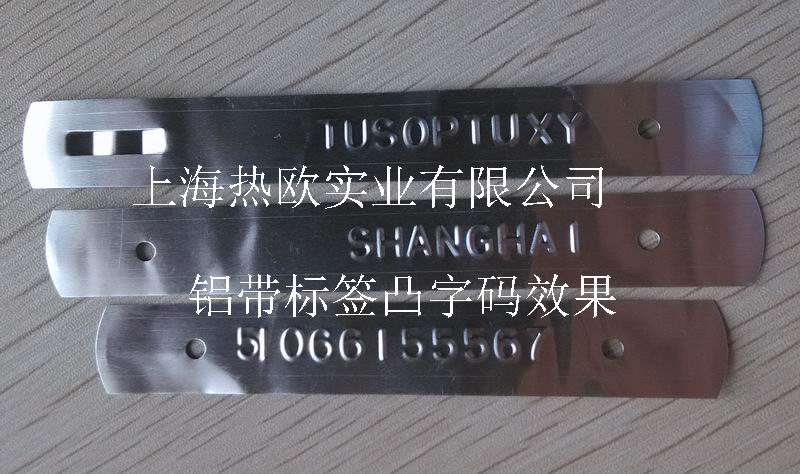 TUSOPTUXY
上海热欧实业有限公司
SHANGHAI
铝带标签凸字码效果
51066155567